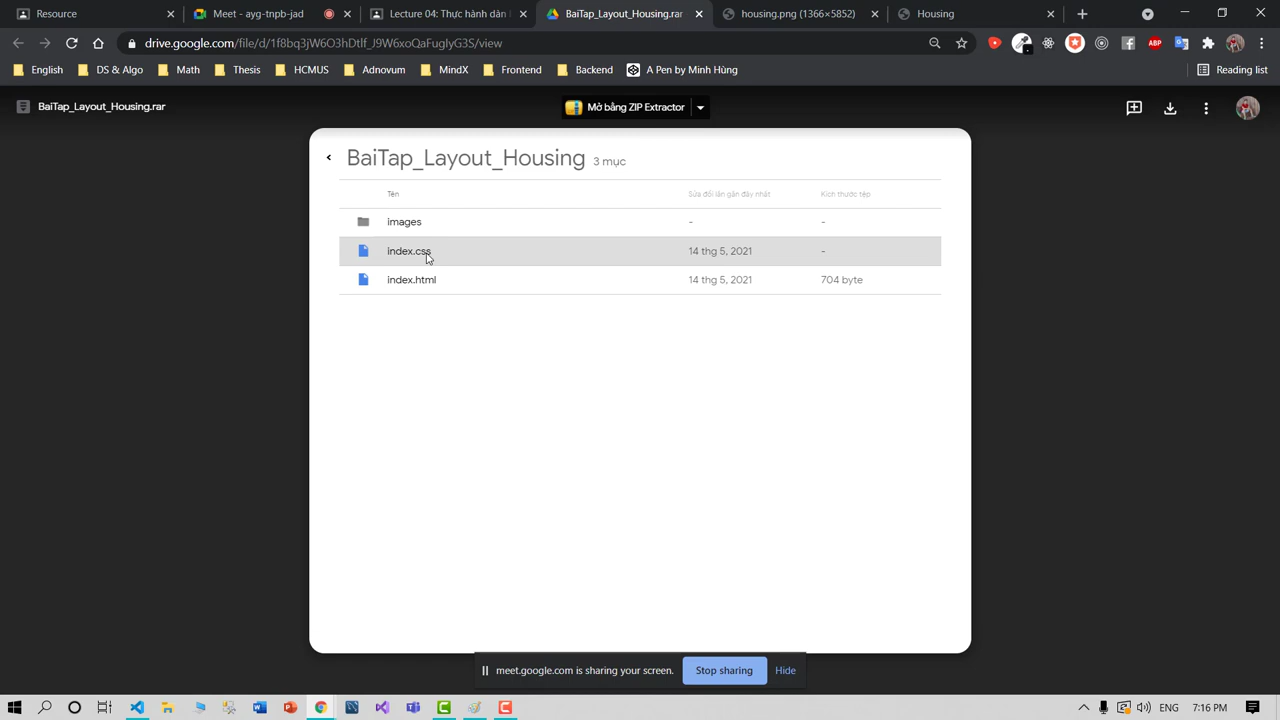 Resource
Meet - ayg-tnpb-jad
Lecture 04: Thực hành dàn l
BaiTap_Layout_Housing.rar
housing.png (1366×5852)
Housing
drive.google.com/file/d/1f8bq3jW6O3hDtIf_J9W6xoQaFuglyG3S/view
ABP
English
DS & Algo
Math
Thesis
HCMUS
Adnovum
MindX
Frontend
Backend
A Pen by Minh Hùng
Reading list
BaiTap_Layout_Housing.rar
Mở bằng ZIP Extractor
BaiTap_Layout_Housing 3 mục
Tên Sửa đổi lần gần đây nhất Kích thước tệp
images - -
index.css 14 thg 5, 2021 -
index.html 14 thg 5, 2021 704 byte
meet.google.com is sharing your screen.
Stop sharing
Hide
ENG
7:16 PM